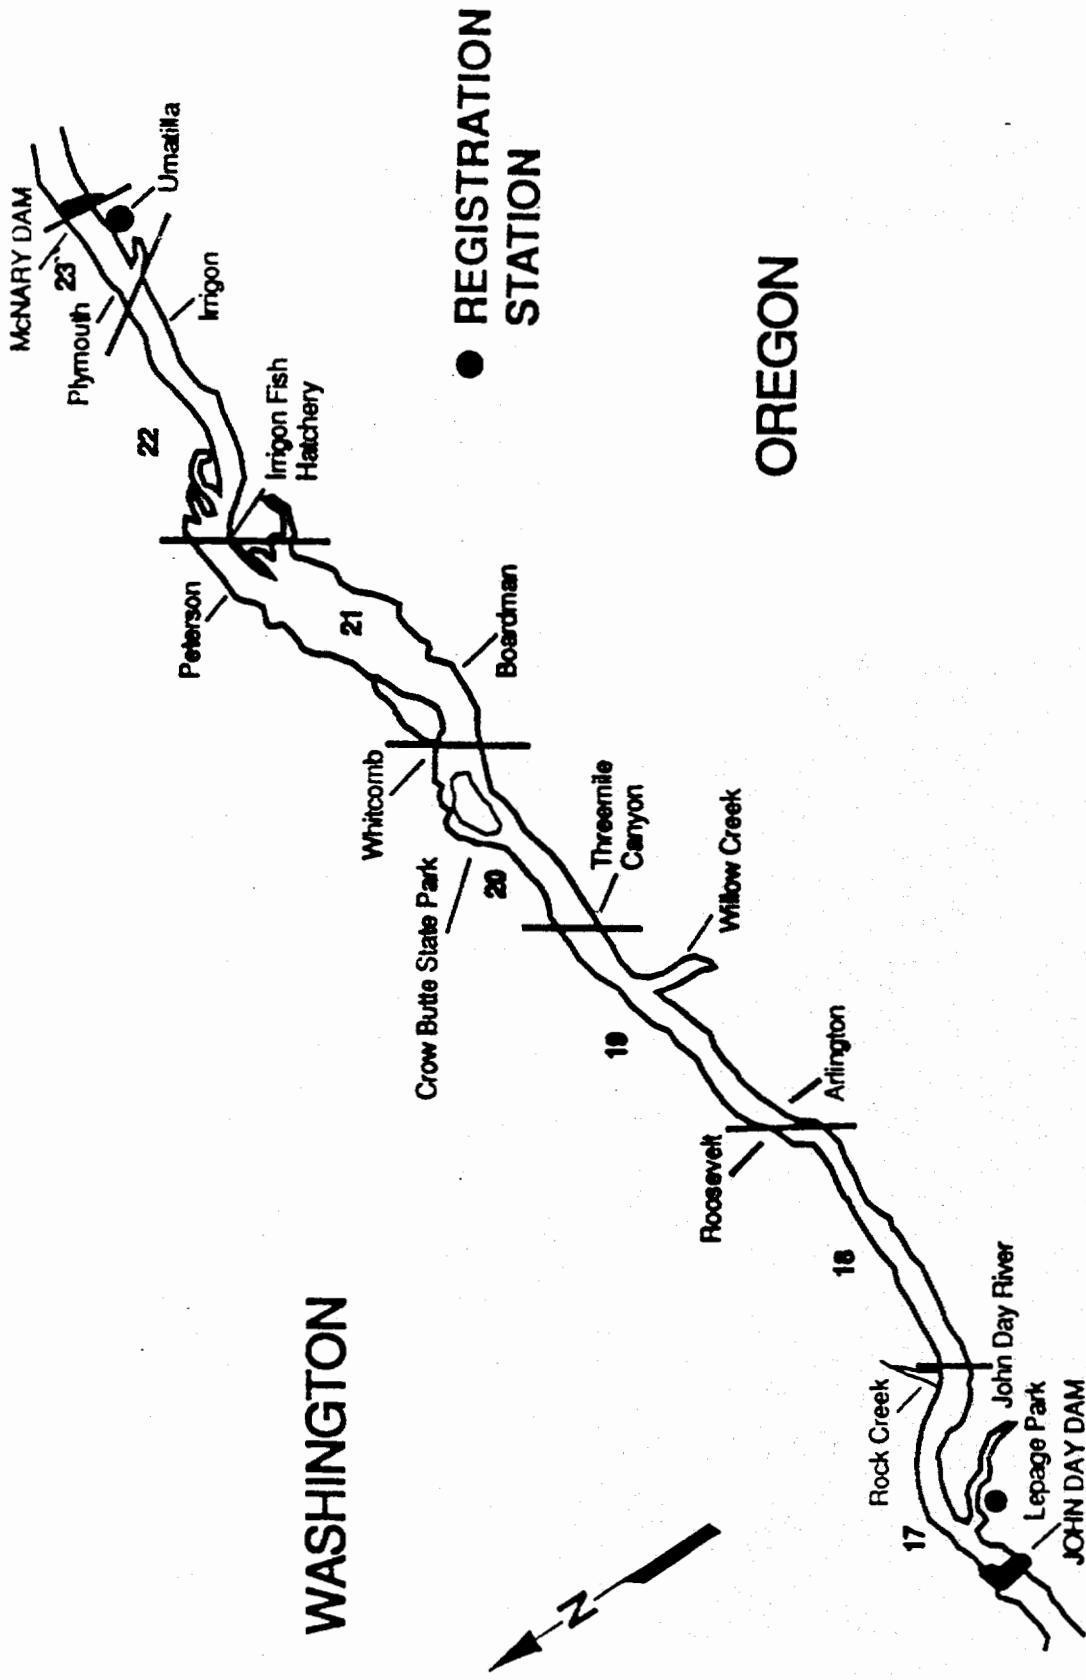 WASHINGTON
OREGON
● REGISTRATION
STATION
N
McNARY DAM
23
Umatilla
Plymouth
Irrigon
22
Irrigon Fish
Hatchery
Peterson
21
Boardman
Whitcomb
Crow Butte State Park
20
Threemile
Canyon
Willow Creek
19
Arlington
Roosevelt
18
Rock Creek
John Day River
17
Lepage Park
JOHN DAY DAM